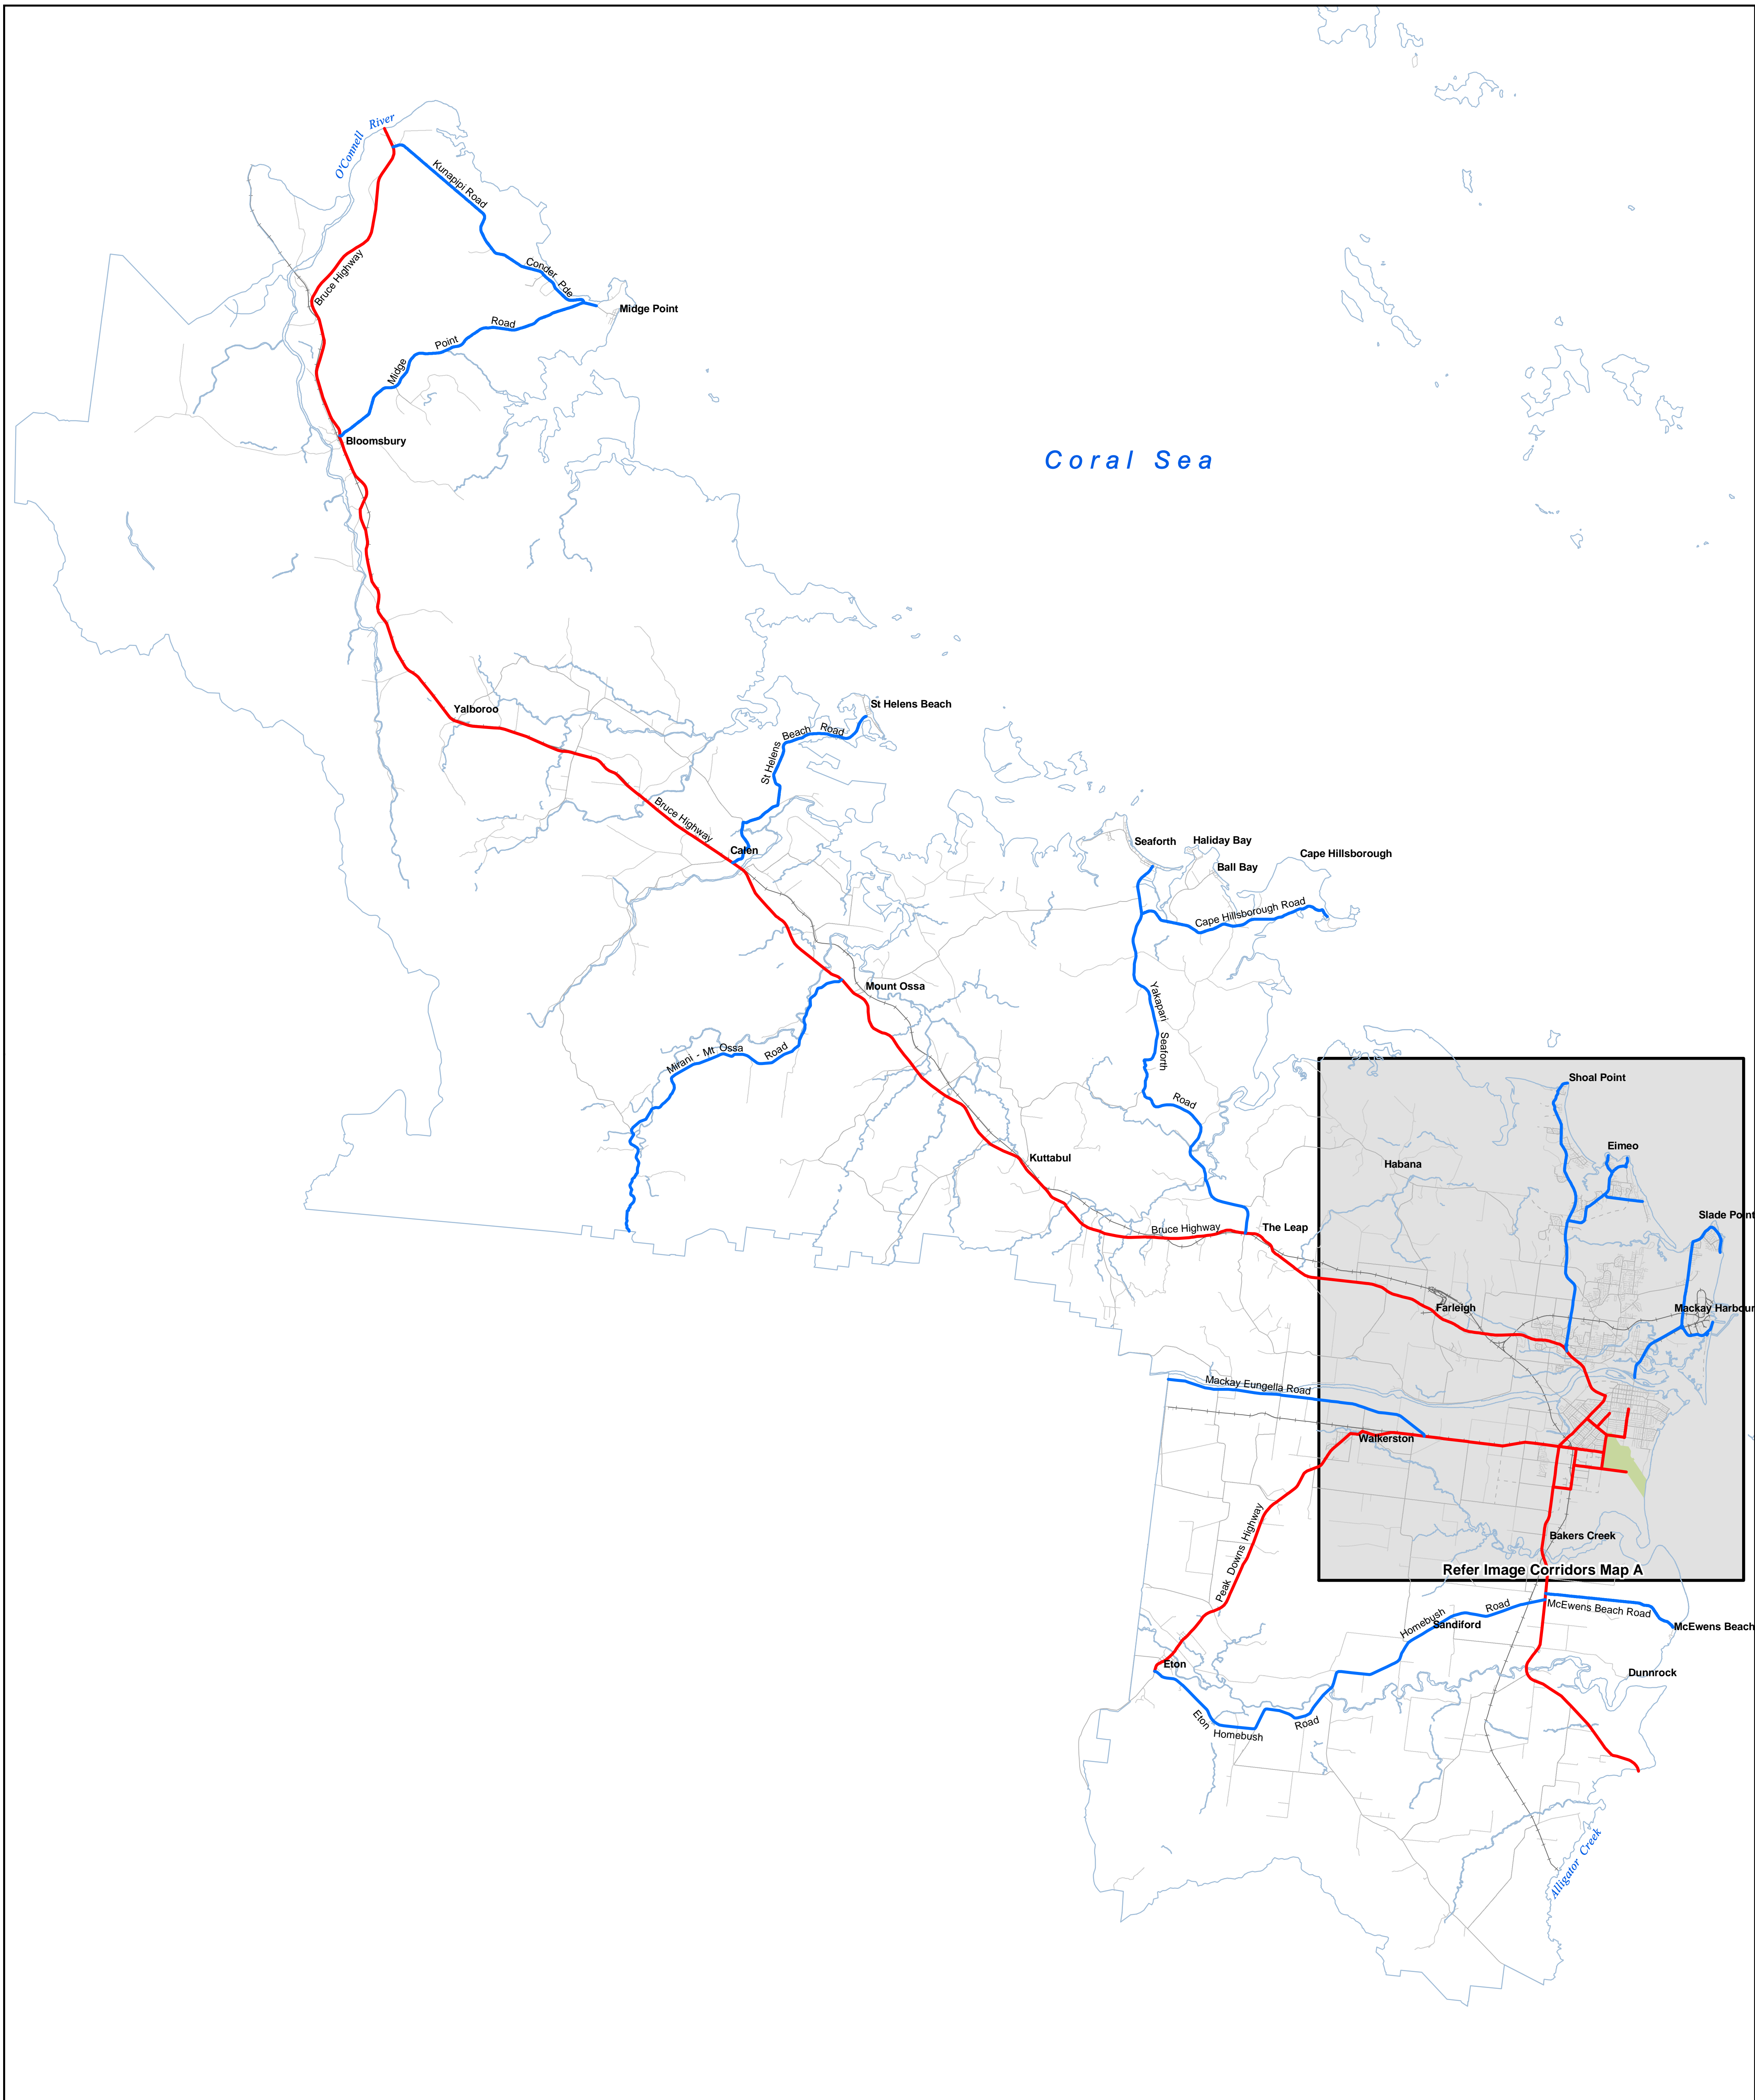 O'Connell River
Kunapipi Road
Bruce Highway
Conder Pde
Midge Point
Midge Point Road
Bloomsbury
Coral Sea
Yalboroo
St Helens Beach
St Helens Beach Road
Bruce Highway
Calen
Seaforth
Haliday Bay
Ball Bay
Cape Hillsborough
Cape Hillsborough Road
Mount Ossa
Yakapari Seaforth Road
Mirani - Mt Ossa Road
Shoal Point
Eimeo
Kuttabul
Habana
Slade Point
Bruce Highway
The Leap
Farleigh
Mackay Harbour
Mackay Eungella Road
Walkerston
Peak Downs Highway
Bakers Creek
Refer Image Corridors Map A
Homebush Road
McEwens Beach Road
Sandiford
McEwens Beach
Eton
Dunnrock
Eton Homebush Road
Alligator Creek